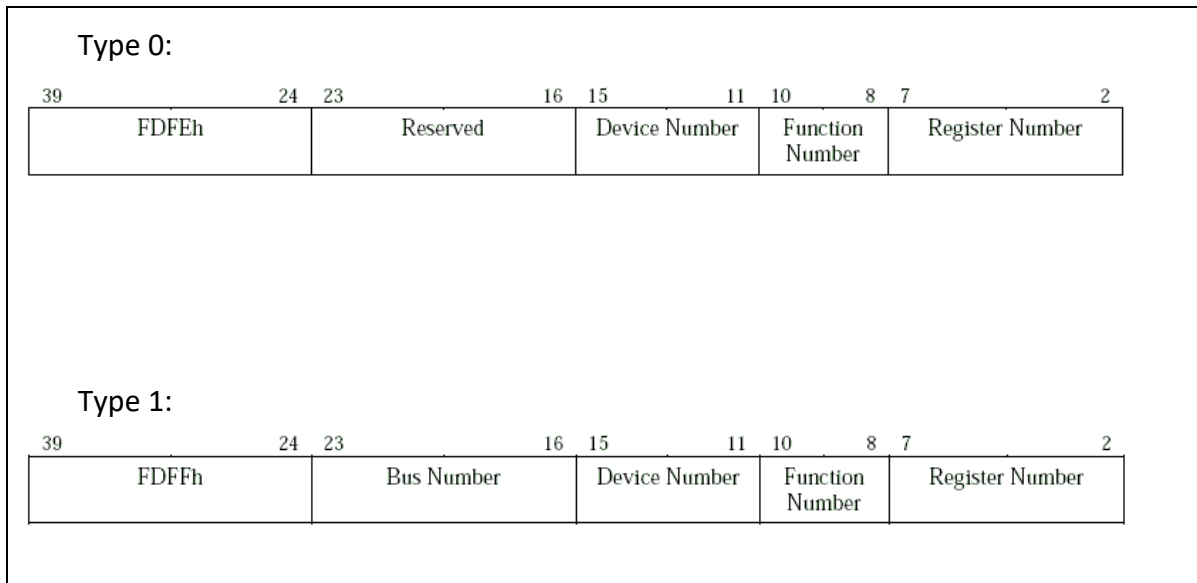 Type 0:
39 24 23 16 15 11 10 8 7 2
FDFEh Reserved Device Number Function Register Number
Number
Type 1:
39 24 23 16 15 11 10 8 7 2
FDFFh Bus Number Device Number Function Register Number
Number